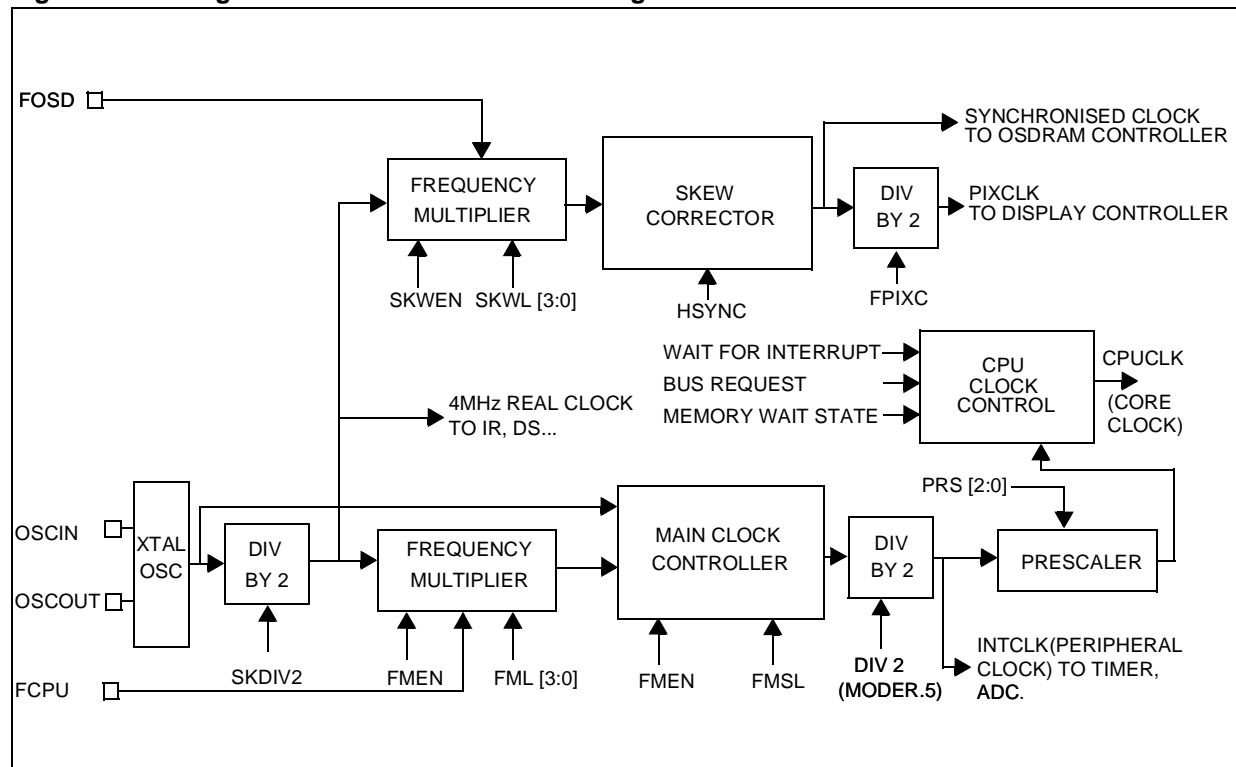 FOSD
SYNCHRONISED CLOCK
TO OSDRAM CONTROLLER
FREQUENCY
MULTIPLIER
SKEW
CORRECTOR
DIV
BY 2
PIXCLK
TO DISPLAY CONTROLLER
SKWEN SKWL [3:0]
HSYNC
FPIXC
WAIT FOR INTERRUPT
BUS REQUEST
MEMORY WAIT STATE
CPU
CLOCK
CONTROL
CPUCLK
(CORE
CLOCK)
4MHz REAL CLOCK
TO IR, DS...
PRS [2:0]
OSCIN
OSCOUT
XTAL
OSC
DIV
BY 2
FREQUENCY
MULTIPLIER
MAIN CLOCK
CONTROLLER
DIV
BY 2
PRESCALER
FCPU
SKDIV2
FMEN
FML [3:0]
FMEN
FMSL
DIV 2
(MODER.5)
INTCLK(PERIPHERAL
CLOCK) TO TIMER,
ADC.